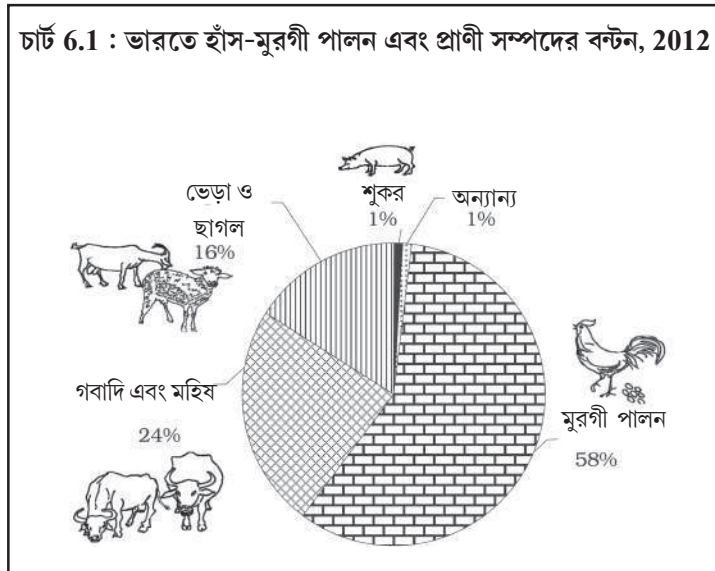 চার্ট 6.1 : ভারতে হাঁস-মুরগী পালন এবং প্রাণী সম্পদের বন্টন, 2012
শুকর
1%
অন্যান্য
1%
ভেড়া ও
ছাগল
16%
গবাদি এবং মহিষ
24%
মুরগী পালন
58%